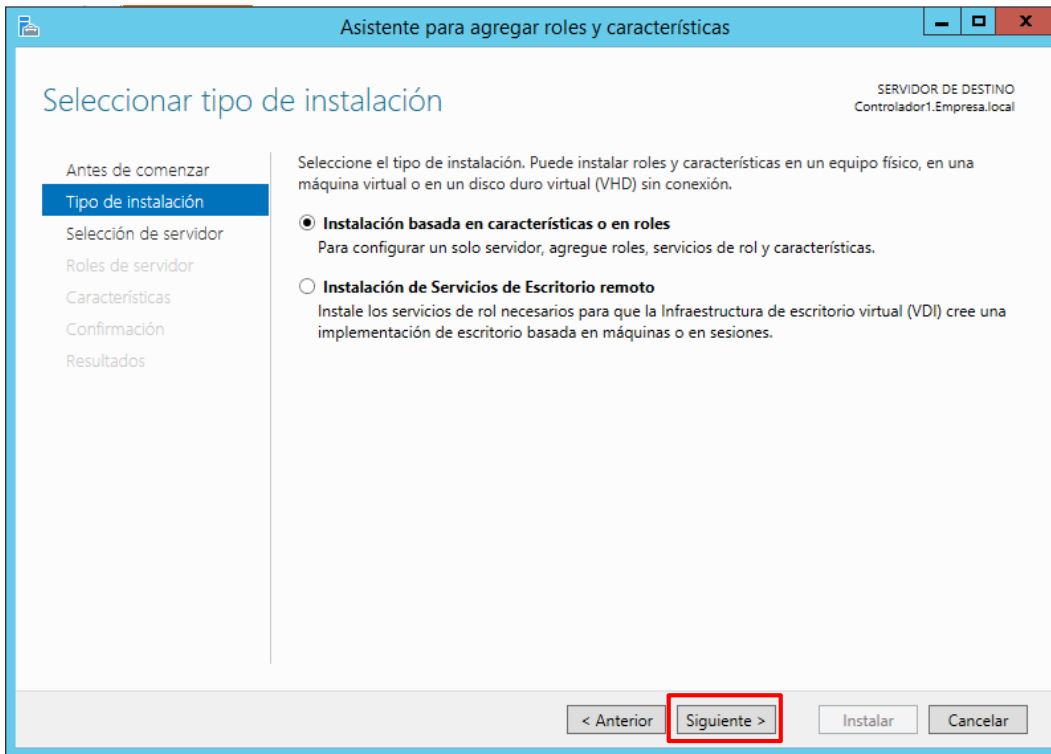 Asistente para agregar roles y características
Seleccionar tipo de instalación
SERVIDOR DE DESTINO
Controlador1.Empresa.local
Antes de comenzar
Tipo de instalación
Selección de servidor
Roles de servidor
Características
Confirmación
Resultados
Seleccione el tipo de instalación. Puede instalar roles y características en un equipo físico, en una
máquina virtual o en un disco duro virtual (VHD) sin conexión.
Instalación basada en características o en roles
Para configurar un solo servidor, agregue roles, servicios de rol y características.
Instalación de Servicios de Escritorio remoto
Instale los servicios de rol necesarios para que la Infraestructura de escritorio virtual (VDI) cree una
implementación de escritorio basada en máquinas o en sesiones.
< Anterior
Siguiente >
Instalar
Cancelar